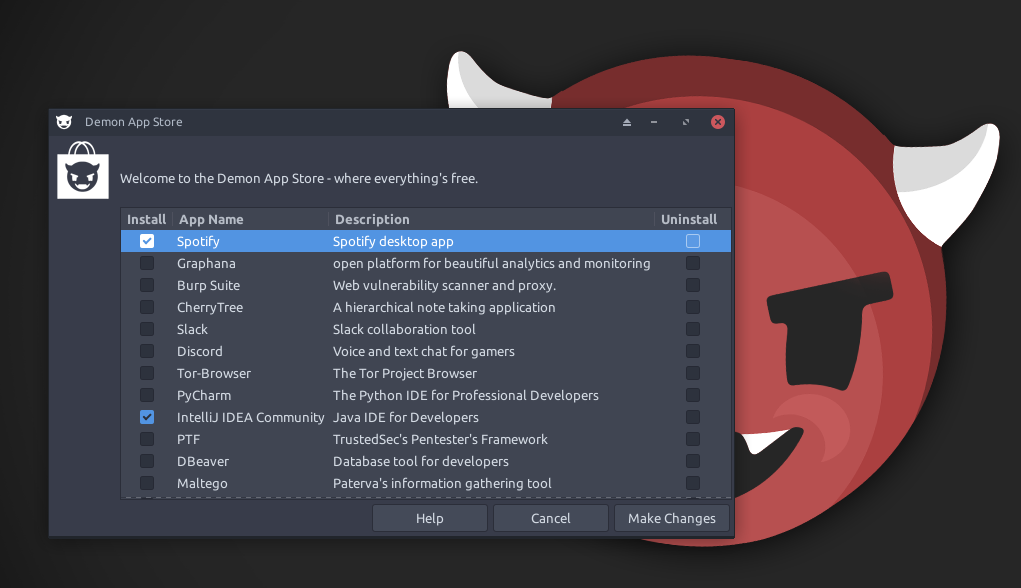 Demon App Store
Welcome to the Demon App Store - where everything's free.
Install App Name Description Uninstall
Spotify Spotify desktop app
Graphana open platform for beautiful analytics and monitoring
Burp Suite Web vulnerability scanner and proxy.
CherryTree A hierarchical note taking application
Slack Slack collaboration tool
Discord Voice and text chat for gamers
Tor-Browser The Tor Project Browser
PyCharm The Python IDE for Professional Developers
IntelliJ IDEA Community Java IDE for Developers
PTF TrustedSec's Pentester's Framework
DBeaver Database tool for developers
Maltego Paterva's information gathering tool
Help Cancel Make Changes